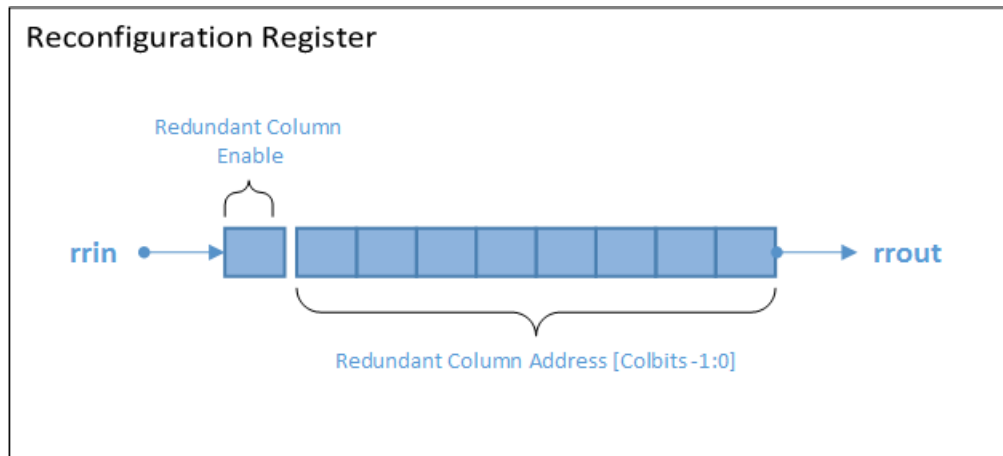 Reconfiguration Register
Redundant Column
Enable
rrin
rrout
Redundant Column Address [Colbits-1:0]